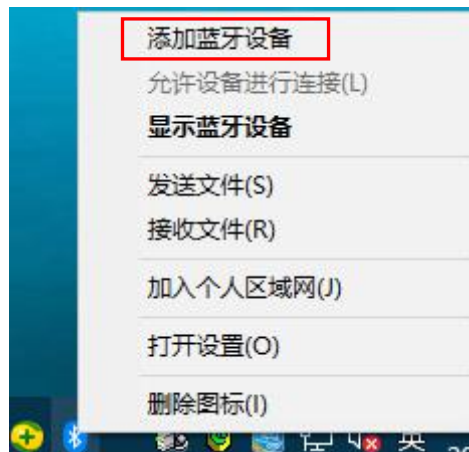 添加蓝牙设备
允许设备进行连接(L)
显示蓝牙设备
发送文件(S)
接收文件(R)
加入个人区域网(J)
打开设置(O)
删除图标(I)
英